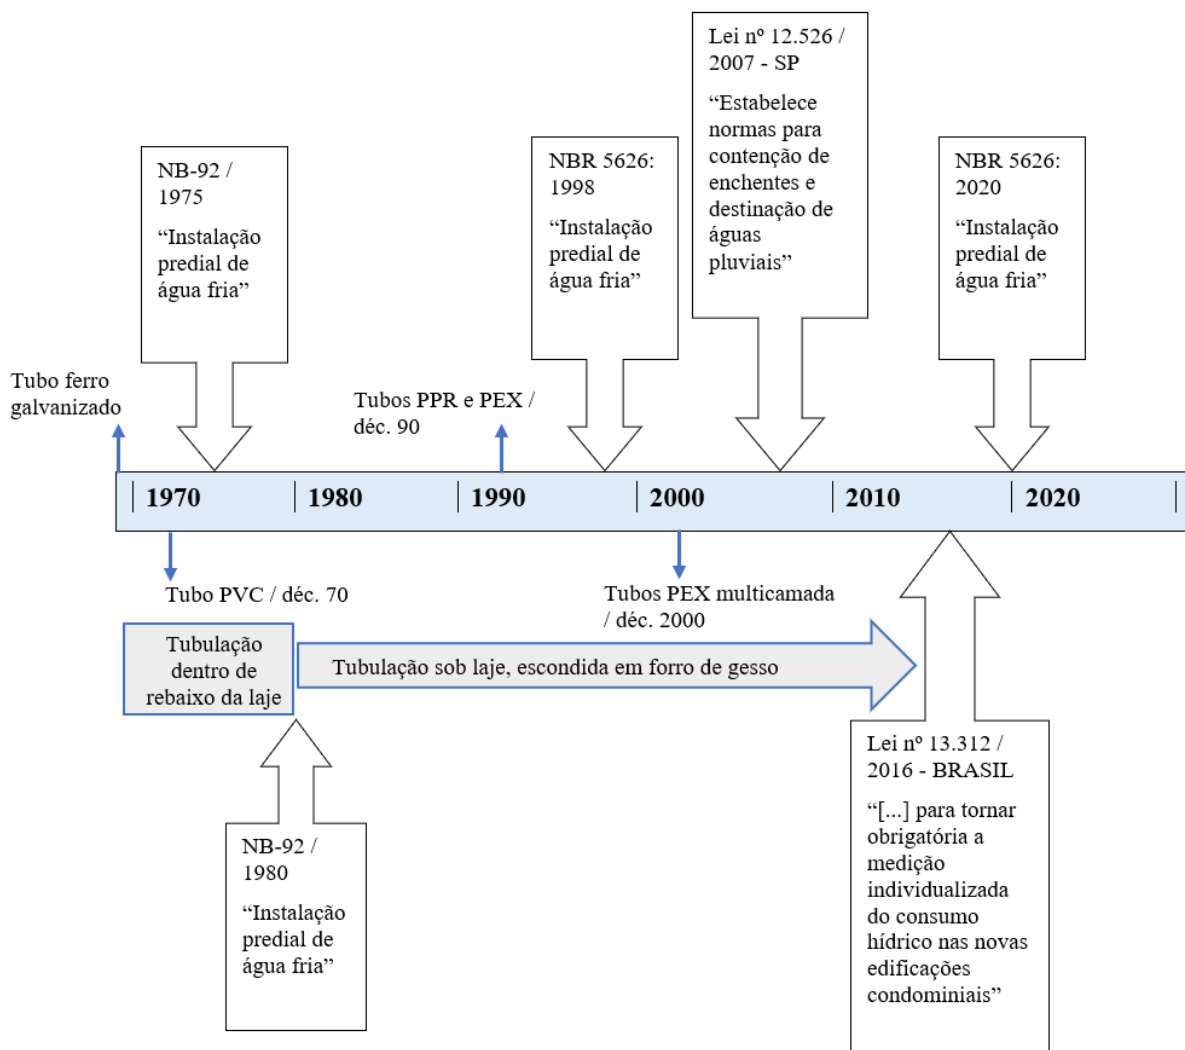 Lei nº 12.526 /
2007 - SP
“Estabelece
normas para
contenção de
enchentes e
destinação de
águas
pluviais”
NB-92 /
1975
“Instalação
predial de
água fria”
NBR 5626:
1998
“Instalação
predial de
água fria”
NBR 5626:
2020
“Instalação
predial de
água fria”
Tubo ferro
galvanizado
Tubos PPR e PEX /
déc. 90
1970
1980
1990
2000
2010
2020
Tubo PVC / déc. 70
Tubos PEX multicamada
/ déc. 2000
Tubulação
dentro de
rebaixo da laje
Tubulação sob laje, escondida em forro de gesso
NB-92 /
1980
“Instalação
predial de
água fria”
Lei nº 13.312 /
2016 - BRASIL
“[...] para tornar
obrigatória a
medição
individualizada
do consumo
hídrico nas novas
edificações
condominiais”